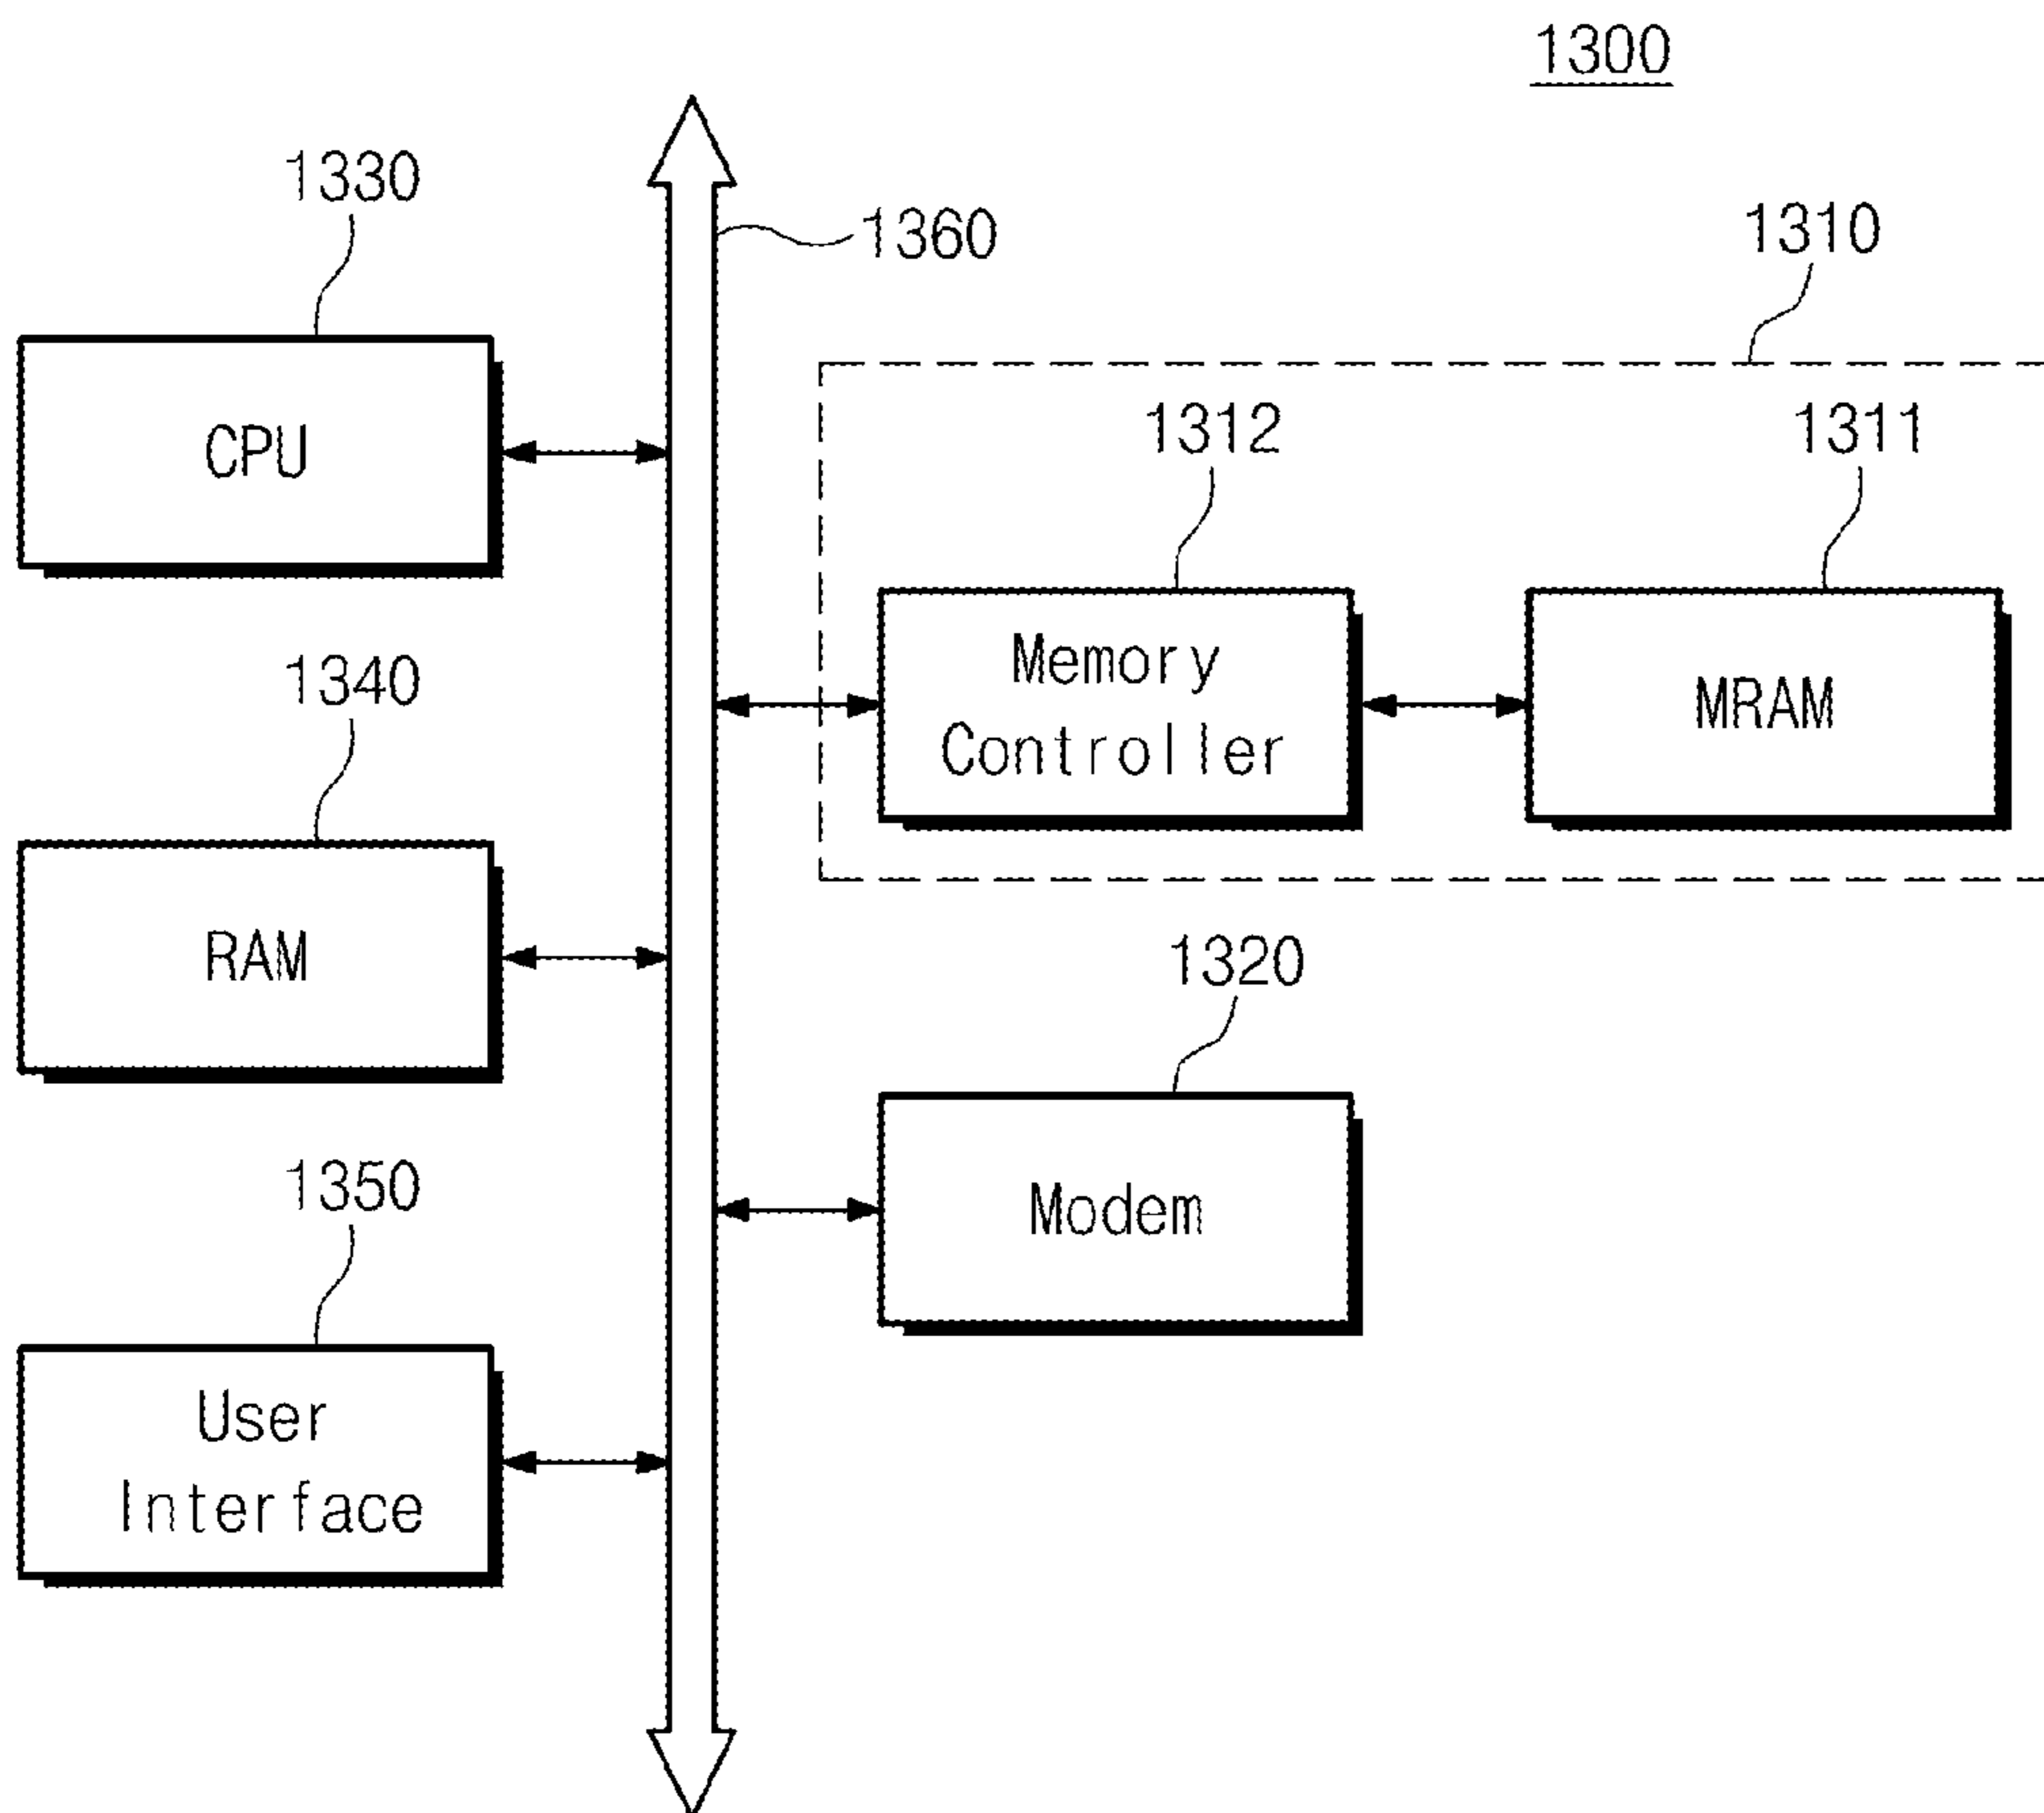 1300
1330
1360
1310
CPU
1312
1311
Memory
Controller
MRAM
1340
RAM
1320
Modem
1350
User
Interface